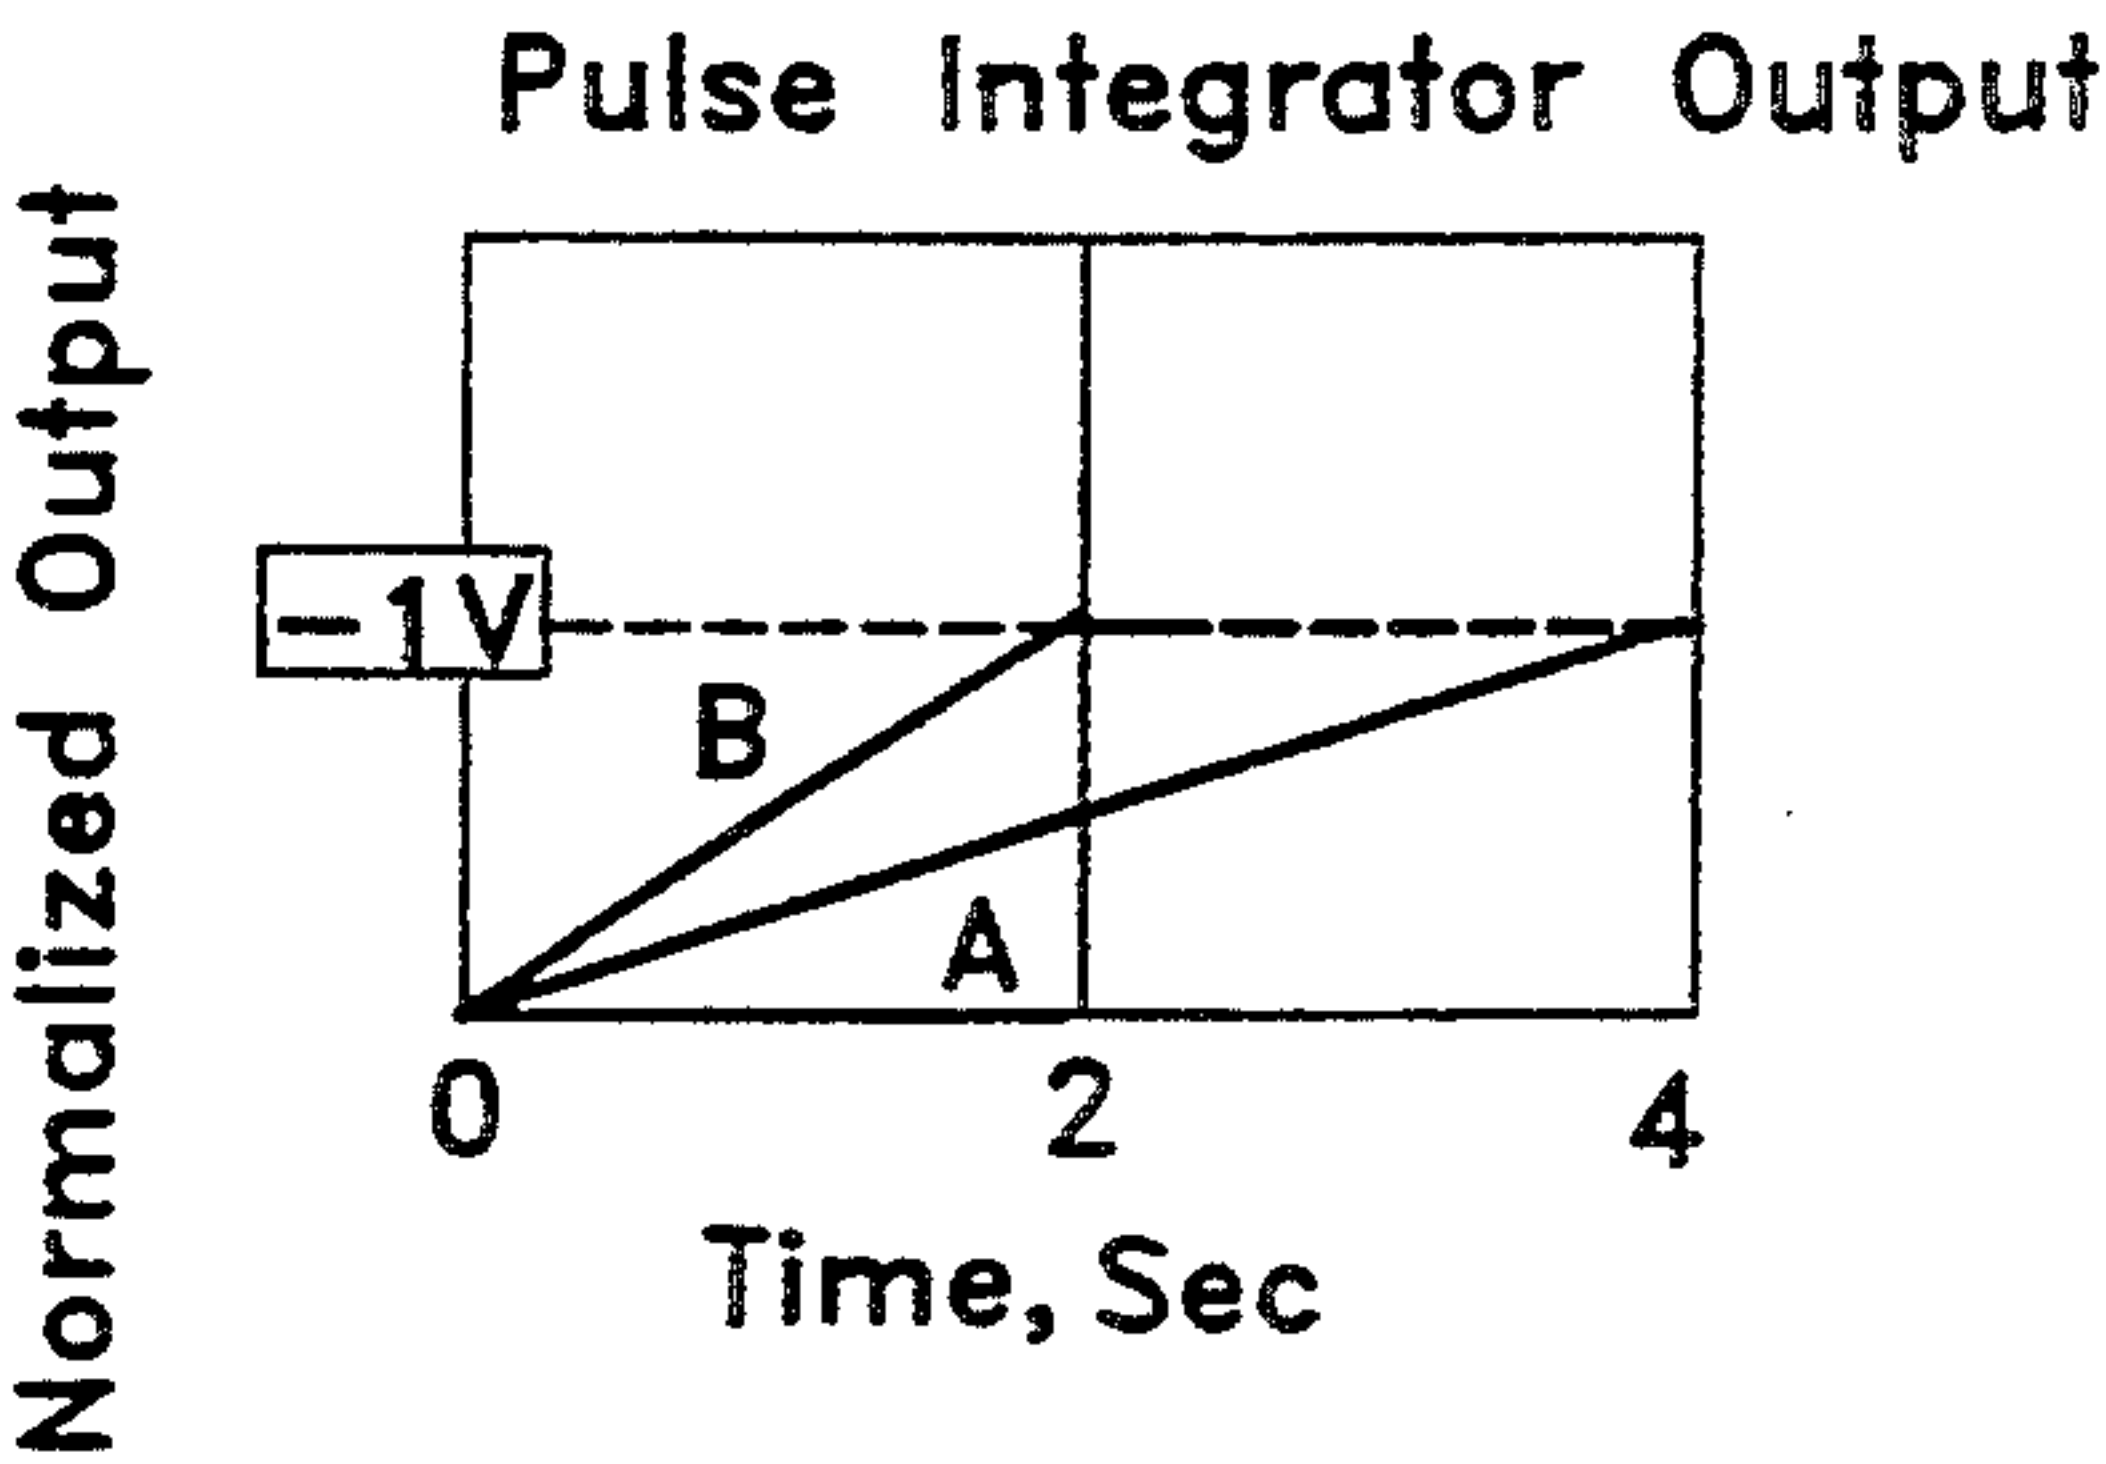 Pulse Integrator Output
Normalized Output
-1V
B
A
0 2 4
Time, Sec